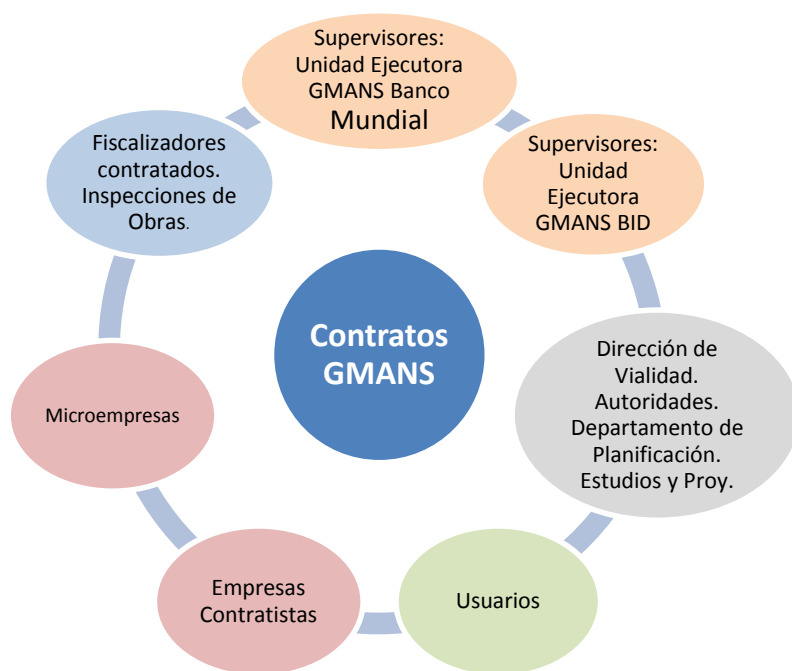 Supervisores:
Unidad Ejecutora
GMANS Banco
Mundial
Supervisores:
Unidad
Ejecutora
GMANS BID
Dirección de
Vialidad.
Autoridades.
Departamento de
Planificación.
Estudios y Proy.
Usuarios
Empresas
Contratistas
Microempresas
Fiscalizadores
contratados.
Inspecciones de
Obras.
Contratos
GMANS